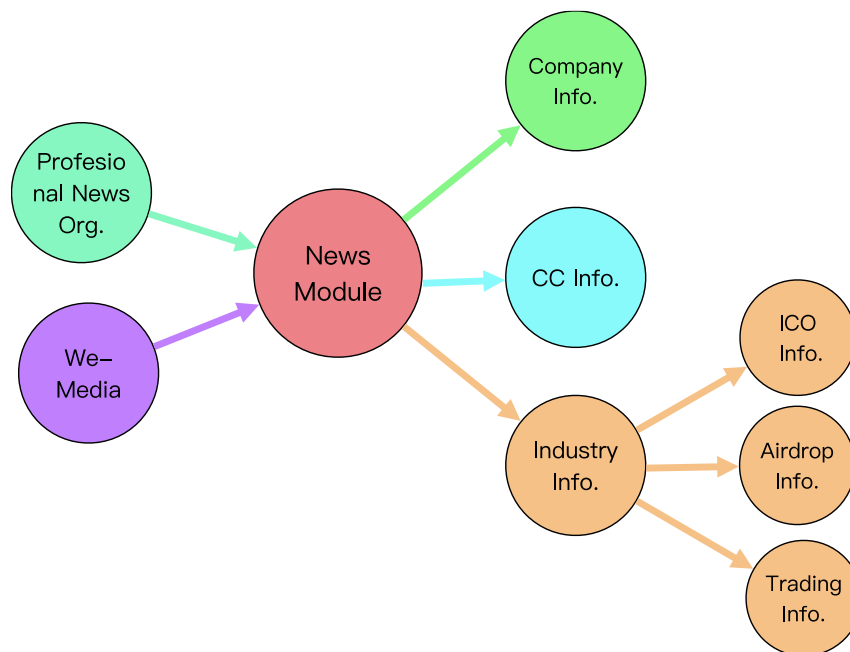 Company
Info.
Profesio
nal News
Org.
News
Module
CC Info.
We–
Media
ICO
Info.
Industry
Info.
Airdrop
Info.
Trading
Info.